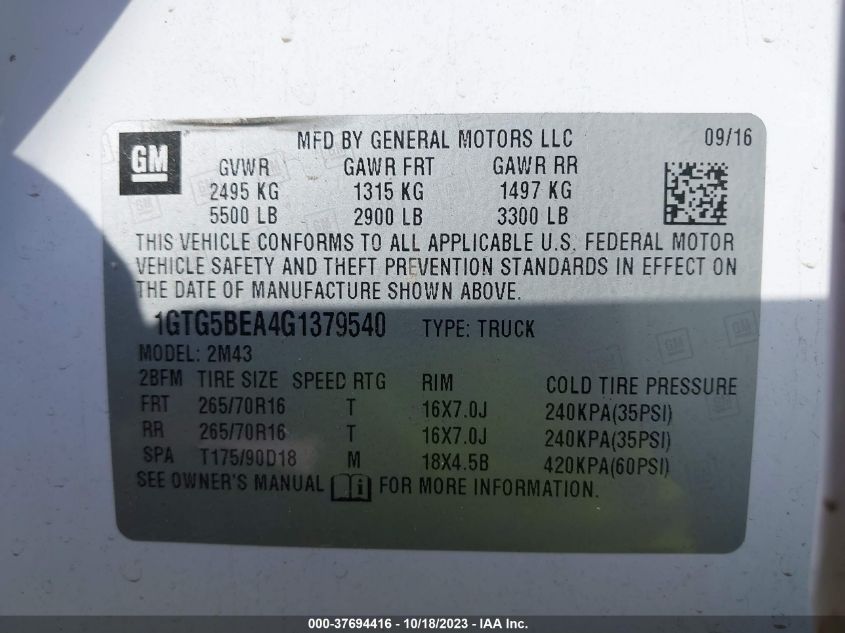 GM
MFD BY GENERAL MOTORS LLC 09/16
GVWR GAWR FRT GAWR RR
2495 KG 1315 KG 1497 KG
5500 LB 2900 LB 3300 LB
THIS VEHICLE CONFORMS TO ALL APPLICABLE U.S. FEDERAL MOTOR
VEHICLE SAFETY AND THEFT PREVENTION STANDARDS IN EFFECT ON
THE DATE OF MANUFACTURE SHOWN ABOVE.
1GTG5BEA4G1379540 TYPE: TRUCK
MODEL: 2M43
2BFM TIRE SIZE SPEED RTG RIM COLD TIRE PRESSURE
FRT 265/70R16 T 16X7.0J 240KPA(35PSI)
RR 265/70R16 T 16X7.0J 240KPA(35PSI)
SPA T175/90D18 M 18X4.5B 420KPA(60PSI)
SEE OWNER'S MANUAL i FOR MORE INFORMATION.
000-37694416 - 10/18/2023 - IAA Inc.